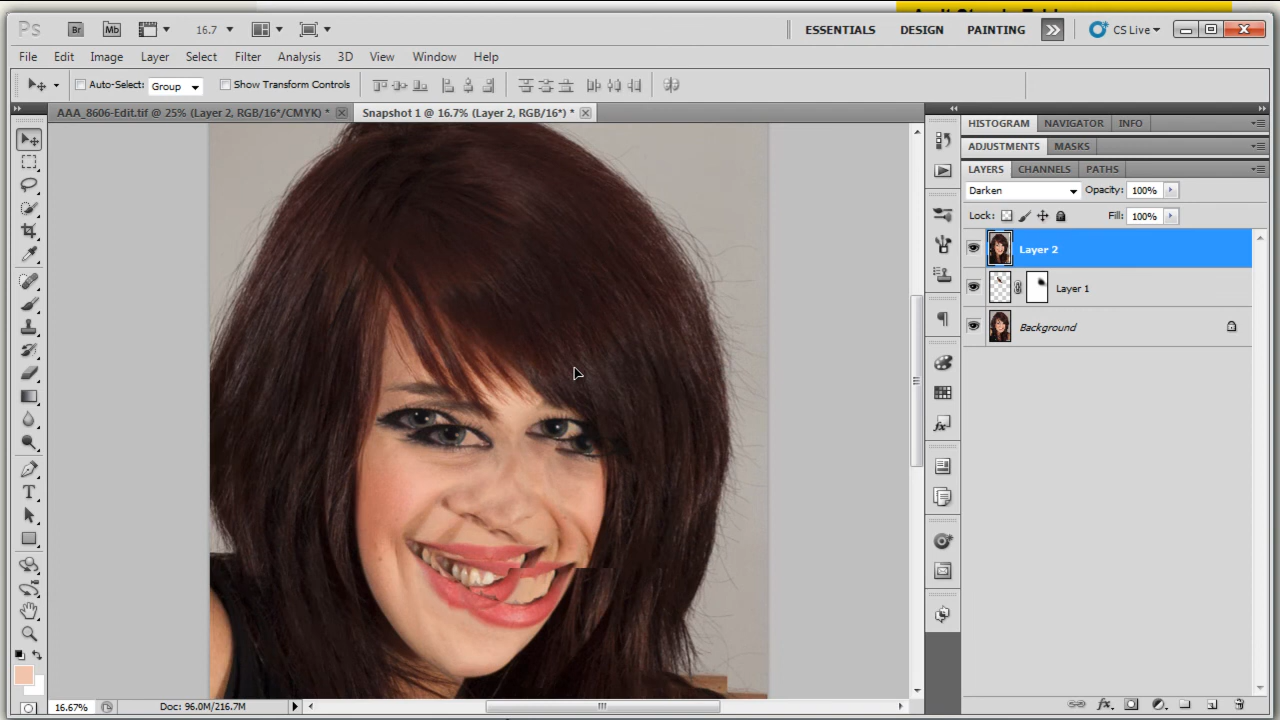 Ps Br Mb 16.7 ESSENTIALS DESIGN PAINTING CS Live
File Edit Image Layer Select Filter Analysis 3D View Window Help
Auto-Select: Group Show Transform Controls
AAA_8606-Edit.tif @ 25% (Layer 2, RGB/16*/CMYK) * Snapshot 1 @ 16.7% (Layer 2, RGB/16*) *
HISTOGRAM NAVIGATOR INFO
ADJUSTMENTS MASKS
LAYERS CHANNELS PATHS
Darken Opacity: 100%
Lock: Fill: 100%
Layer 2
Layer 1
Background
16.67% Doc: 96.0M/216.7M